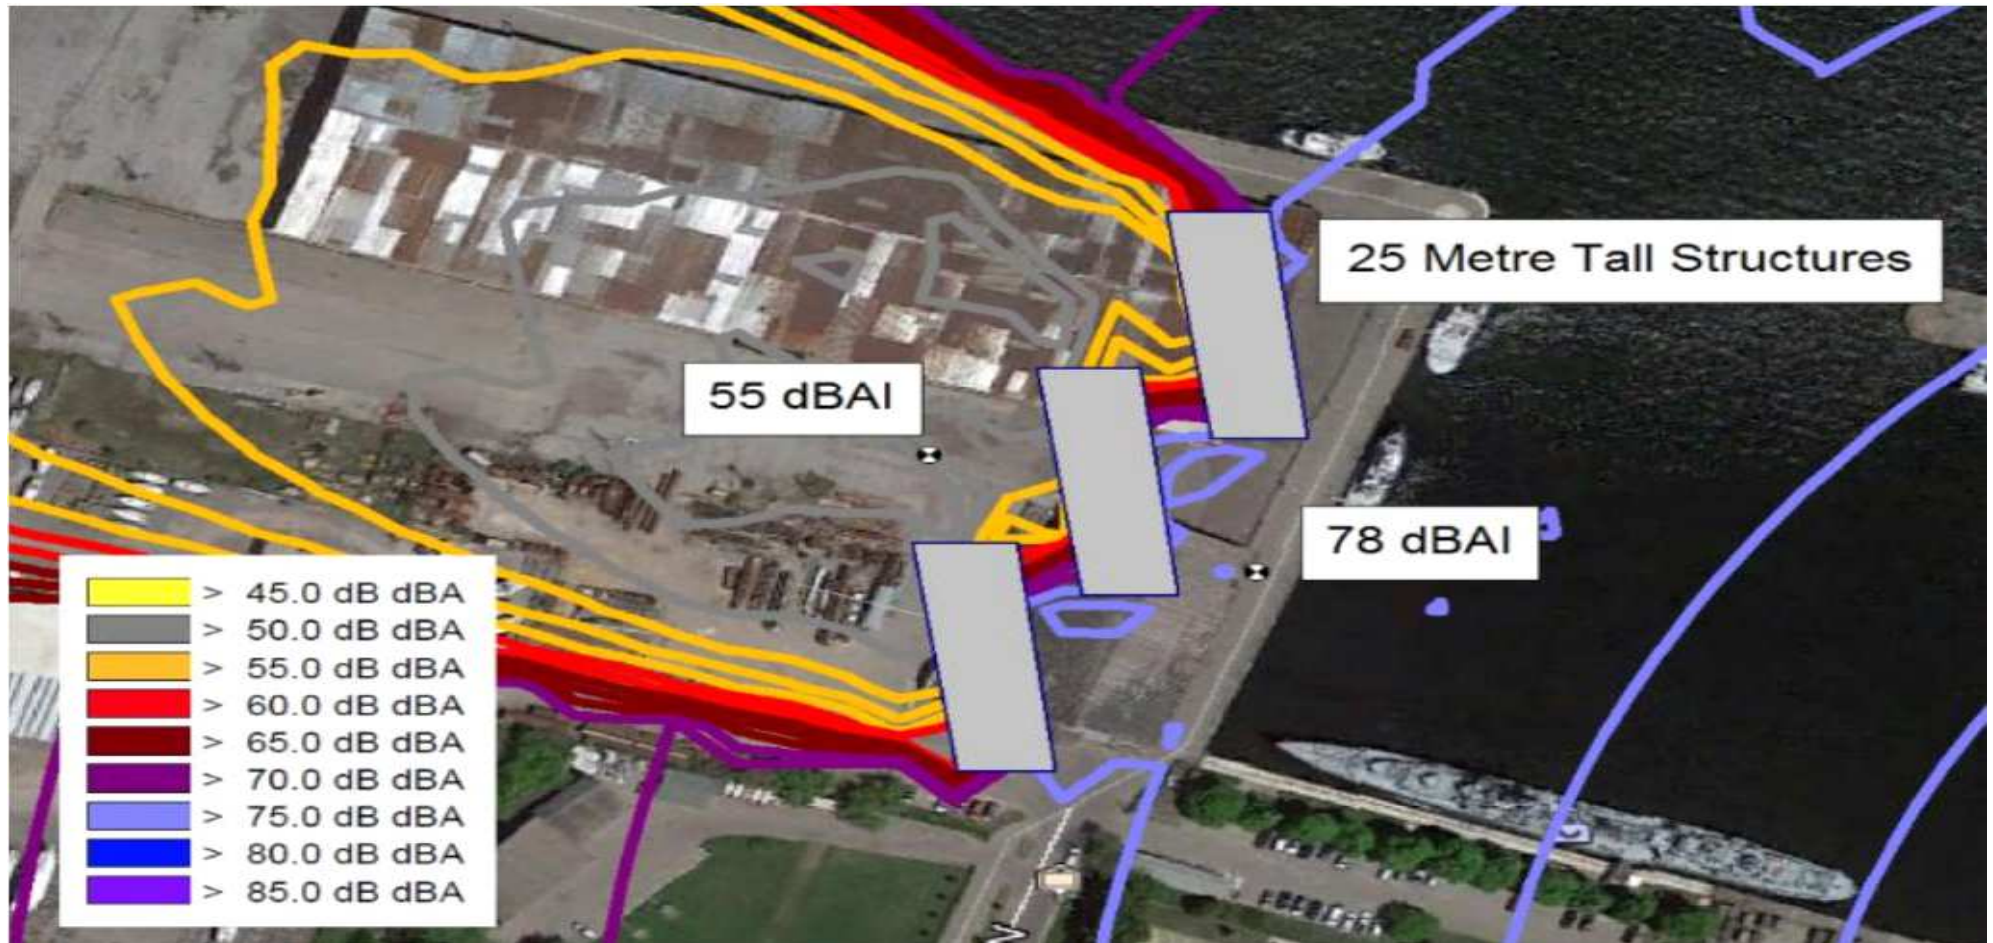 25 Metre Tall Structures
55 dBAI
78 dBAI
> 45.0 dB dBA
> 50.0 dB dBA
> 55.0 dB dBA
> 60.0 dB dBA
> 65.0 dB dBA
> 70.0 dB dBA
> 75.0 dB dBA
> 80.0 dB dBA
> 85.0 dB dBA